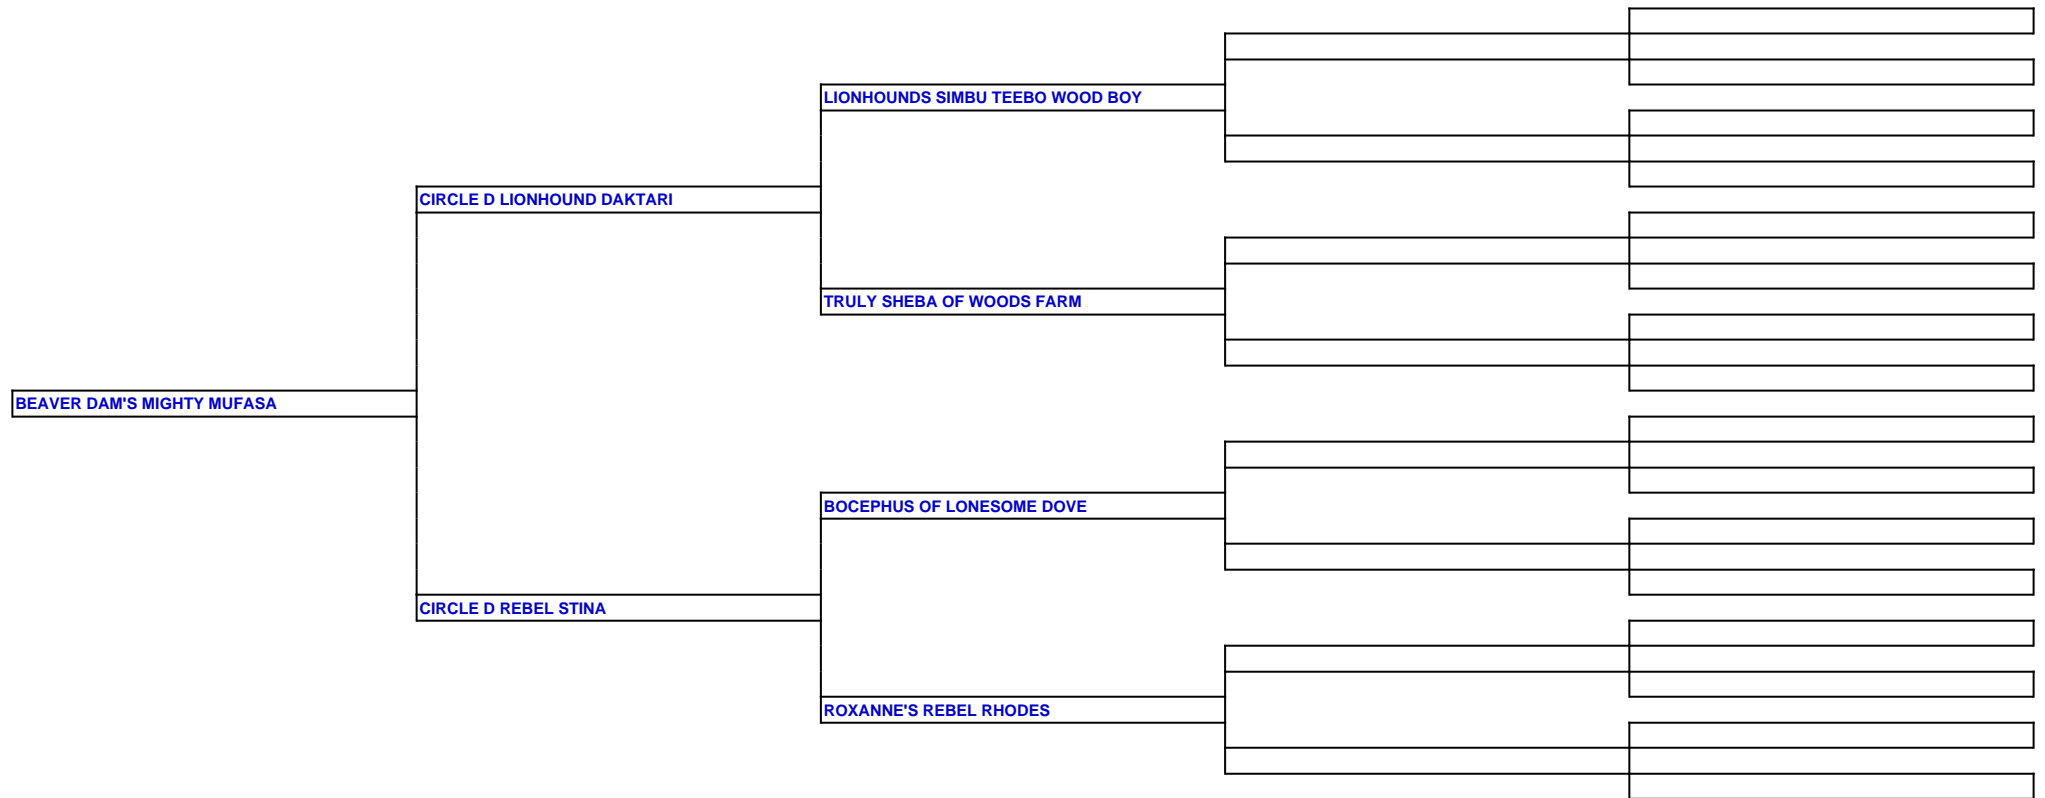 LIONHOUNDS SIMBU TEEBO WOOD BOY
CIRCLE D LIONHOUND DAKTARI
TRULY SHEBA OF WOODS FARM
BEAVER DAM'S MIGHTY MUFASA
BOCEPHUS OF LONESOME DOVE
CIRCLE D REBEL STINA
ROXANNE'S REBEL RHODES